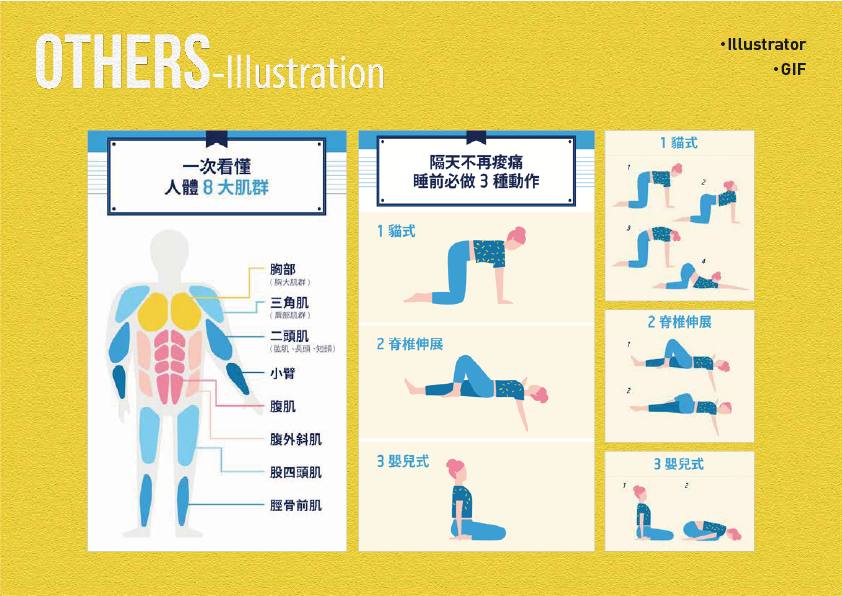 OTHERS-Illustration
•Illustrator
•GIF
一次看懂
人體 8 大肌群
胸部
(胸大肌群)
三角肌
(肩部肌群)
二頭肌
(肱肌、長頭、短頭)
小臂
腹肌
腹外斜肌
股四頭肌
脛骨前肌
隔天不再痠痛
睡前必做 3 種動作
1 貓式
2 脊椎伸展
3 嬰兒式
1 貓式
1
2
3
4
2 脊椎伸展
1
2
3 嬰兒式
1
2